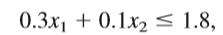 0.3x₁ + 0.1x₂ ≤ 1.8,